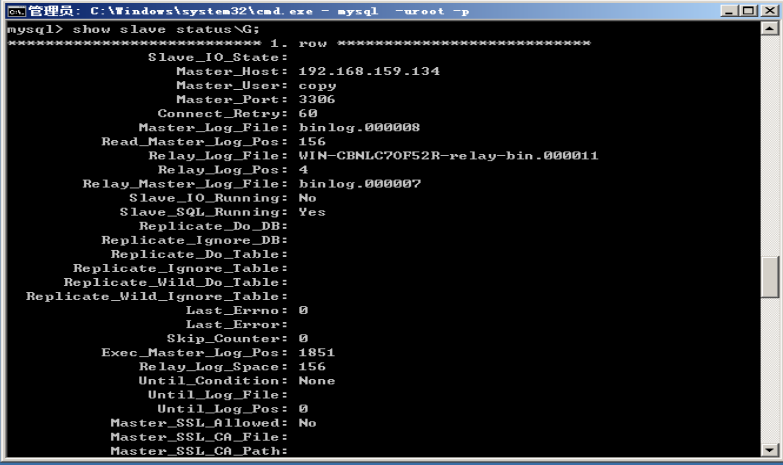 管理员: C:\Windows\system32\cmd.exe - mysql -uroot -p
mysql> show slave status\G;
*************************** 1. row ***************************
Slave_IO_State:
Master_Host: 192.168.159.134
Master_User: copy
Master_Port: 3306
Connect_Retry: 60
Master_Log_File: binlog.000008
Read_Master_Log_Pos: 156
Relay_Log_File: WIN-CBNLC7OF52R-relay-bin.000011
Relay_Log_Pos: 4
Relay_Master_Log_File: binlog.000007
Slave_IO_Running: No
Slave_SQL_Running: Yes
Replicate_Do_DB:
Replicate_Ignore_DB:
Replicate_Do_Table:
Replicate_Ignore_Table:
Replicate_Wild_Do_Table:
Replicate_Wild_Ignore_Table:
Last_Errno: 0
Last_Error:
Skip_Counter: 0
Exec_Master_Log_Pos: 1851
Relay_Log_Space: 156
Until_Condition: None
Until_Log_File:
Until_Log_Pos: 0
Master_SSL_Allowed: No
Master_SSL_CA_File:
Master_SSL_CA_Path: